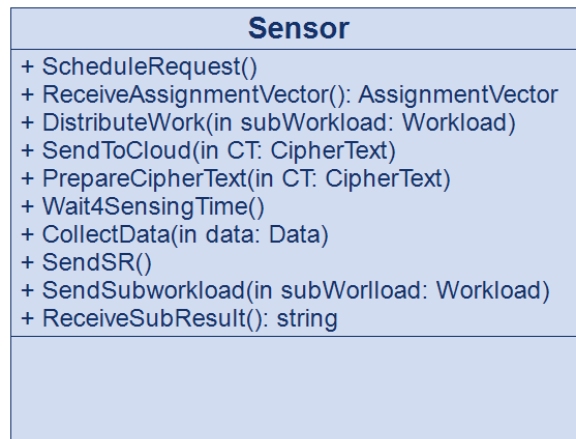 Sensor
+ ScheduleRequest()
+ ReceiveAssignmentVector(): AssignmentVector
+ DistributeWork(in subWorkload: Workload)
+ SendToCloud(in CT: CipherText)
+ PrepareCipherText(in CT: CipherText)
+ Wait4SensingTime()
+ CollectData(in data: Data)
+ SendSR()
+ SendSubworkload(in subWorlload: Workload)
+ ReceiveSubResult(): string